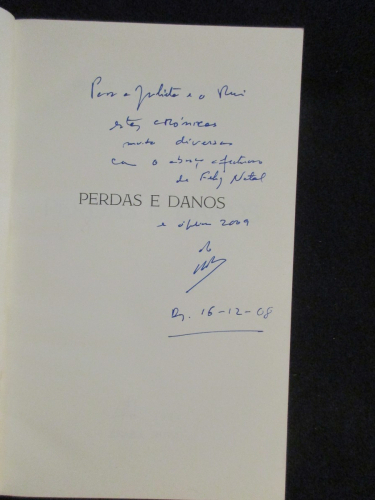 Para a Julieta e o Rui
estas crónicas
muito diversas
com o abraço afectuoso
de Feliz Natal
PERDAS E DANOS
e óptimo 2009
do
16-12-08